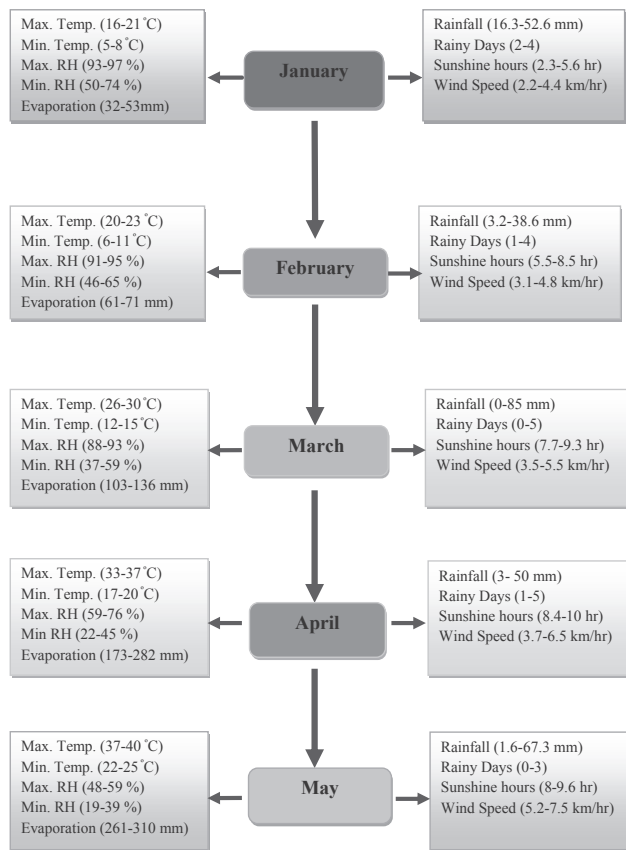 Max. Temp. (16-21°C)
Min. Temp. (5-8°C)
Max. RH (93-97 %)
Min. RH (50-74 %)
Evaporation (32-53mm)
January
Rainfall (16.3-52.6 mm)
Rainy Days (2-4)
Sunshine hours (2.3-5.6 hr)
Wind Speed (2.2-4.4 km/hr)
Max. Temp. (20-23 °C)
Min. Temp. (6-11°C)
Max. RH (91-95 %)
Min. RH (46-65 %)
Evaporation (61-71 mm)
February
Rainfall (3.2-38.6 mm)
Rainy Days (1-4)
Sunshine hours (5.5-8.5 hr)
Wind Speed (3.1-4.8 km/hr)
Max. Temp. (26-30°C)
Min. Temp. (12-15°C)
Max. RH (88-93 %)
Min. RH (37-59 %)
Evaporation (103-136 mm)
March
Rainfall (0-85 mm)
Rainy Days (0-5)
Sunshine hours (7.7-9.3 hr)
Wind Speed (3.5-5.5 km/hr)
Max. Temp. (33-37°C)
Min. Temp. (17-20°C)
Max. RH (59-76 %)
Min RH (22-45 %)
Evaporation (173-282 mm)
April
Rainfall (3- 50 mm)
Rainy Days (1-5)
Sunshine hours (8.4-10 hr)
Wind Speed (3.7-6.5 km/hr)
Max. Temp. (37-40°C)
Min. Temp. (22-25°C)
Max. RH (48-59 %)
Min. RH (19-39 %)
Evaporation (261-310 mm)
May
Rainfall (1.6-67.3 mm)
Rainy Days (0-3)
Sunshine hours (8-9.6 hr)
Wind Speed (5.2-7.5 km/hr)